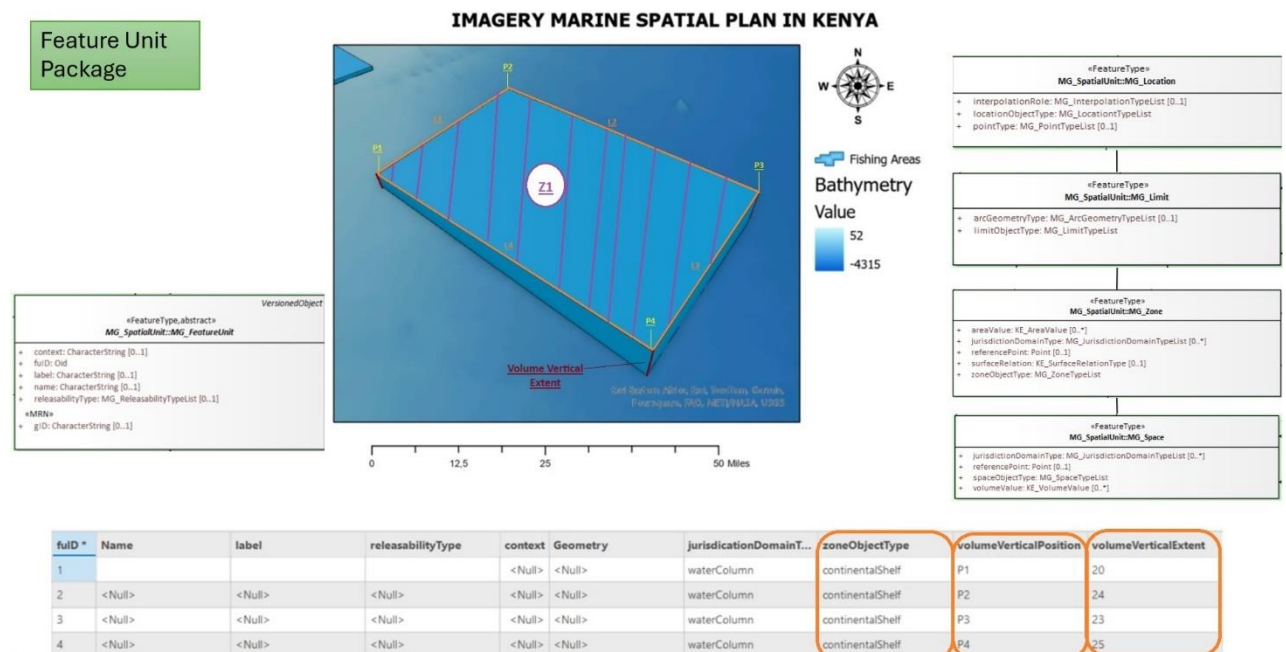 IMAGERY MARINE SPATIAL PLAN IN KENYA
Feature Unit
Package
P2
L1
L2
P1
P3
Z1
L4
L3
P4
Volume Vertical
Extent
N
W
E
S
Fishing Areas
Bathymetry
Value
52
-4315
0
12,5
25
50 Miles
VersionedObject
«FeatureType,abstract»
MG_SpatialUnit::MG_FeatureUnit
+ context: CharacterString [0..1]
+ fuID: Oid
+ label: CharacterString [0..1]
+ name: CharacterString [0..1]
+ releasabilityType: MG_ReleasabilityTypeList [0..1]
«MRN»
+ gID: CharacterString [0..1]
«FeatureType»
MG_SpatialUnit::MG_Location
+ interpolationRole: MG_InterpolationTypeList [0..1]
+ locationObjectType: MG_LocationtTypeList
+ pointType: MG_PointTypeList [0..1]
«FeatureType»
MG_SpatialUnit::MG_Limit
+ arcGeometryType: MG_ArcGeometryTypeList [0..1]
+ limitObjectType: MG_LimitTypeList
«FeatureType»
MG_SpatialUnit::MG_Zone
+ areaValue: KE_AreaValue [0..*]
+ jurisdictionDomainType: MG_JurisdictionDomainTypeList [0..*]
+ referencePoint: Point [0..1]
+ surfaceRelation: KE_SurfaceRelationType [0..1]
+ zoneObjectType: MG_ZoneTypeList
«FeatureType»
MG_SpatialUnit::MG_Space
+ jurisdictionDomainType: MG_JurisdictionDomainTypeList [0..*]
+ referencePoint: Point [0..1]
+ spaceObjectType: MG_SpaceTypeList
+ volumeValue: KE_VolumeValue [0..*]
fuID * Name label releasabilityType context Geometry jurisdicationDomainT... zoneObjectType volumeVerticalPosition volumeVerticalExtent
1 <Null> <Null> waterColumn continentalShelf P1 20
2 <Null> <Null> <Null> <Null> <Null> waterColumn continentalShelf P2 24
3 <Null> <Null> <Null> <Null> <Null> waterColumn continentalShelf P3 23
4 <Null> <Null> <Null> <Null> <Null> waterColumn continentalShelf P4 25